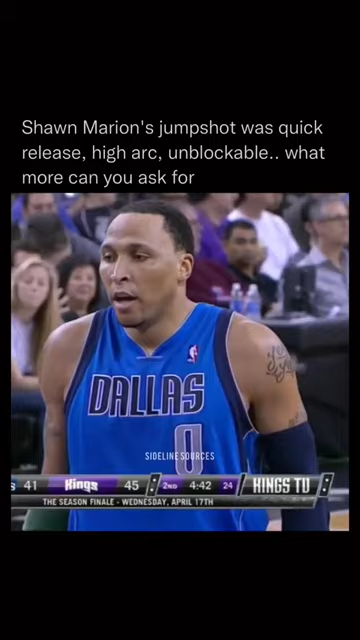 Shawn Marion's jumpshot was quick
release, high arc, unblockable.. what
more can you ask for
DALLAS
0
SIDELINE SOURCES
41 Kings 45 2ND 4:42 24 KINGS TV
THE SEASON FINALE - WEDNESDAY, APRIL 17TH